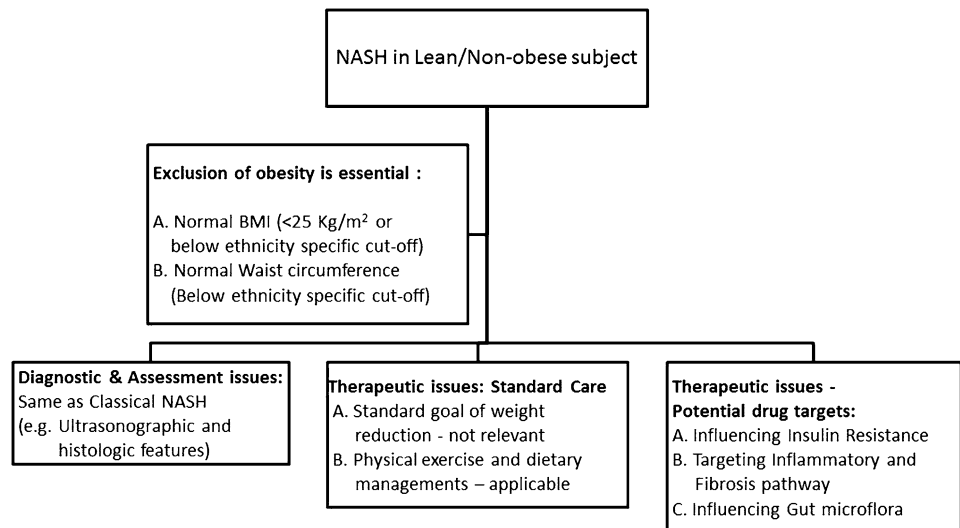 NASH in Lean/Non-obese subject
Exclusion of obesity is essential :
A. Normal BMI (<25 Kg/m² or
below ethnicity specific cut-off)
B. Normal Waist circumference
(Below ethnicity specific cut-off)
Diagnostic & Assessment issues:
Same as Classical NASH
(e.g. Ultrasonographic and
histologic features)
Therapeutic issues: Standard Care
A. Standard goal of weight
reduction - not relevant
B. Physical exercise and dietary
managements – applicable
Therapeutic issues -
Potential drug targets:
A. Influencing Insulin Resistance
B. Targeting Inflammatory and
Fibrosis pathway
C. Influencing Gut microflora